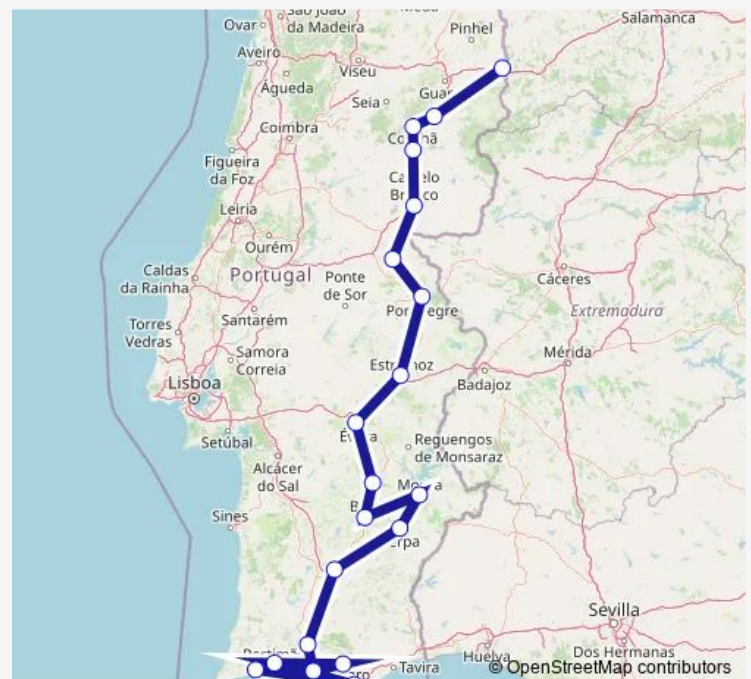 São João
da Madeira
Ovar
Pinhel
Salamanca
Aveiro
Viseu
Águeda
Seia
Coimbra
Figueira
da Foz
Leiria
Ourém
Caldas
da Rainha
Portugal
Ponte
de Sor
Cáceres
Torres
Vedras
Santarém
Extremadura
Samora
Correia
Mérida
Lisboa
Badajoz
Setúbal
Reguengos
de Monsaraz
Alcácer
do Sal
Sines
Sevilla
Huelva
Dos Hermanas
Tavira
© OpenStreetMap contributors